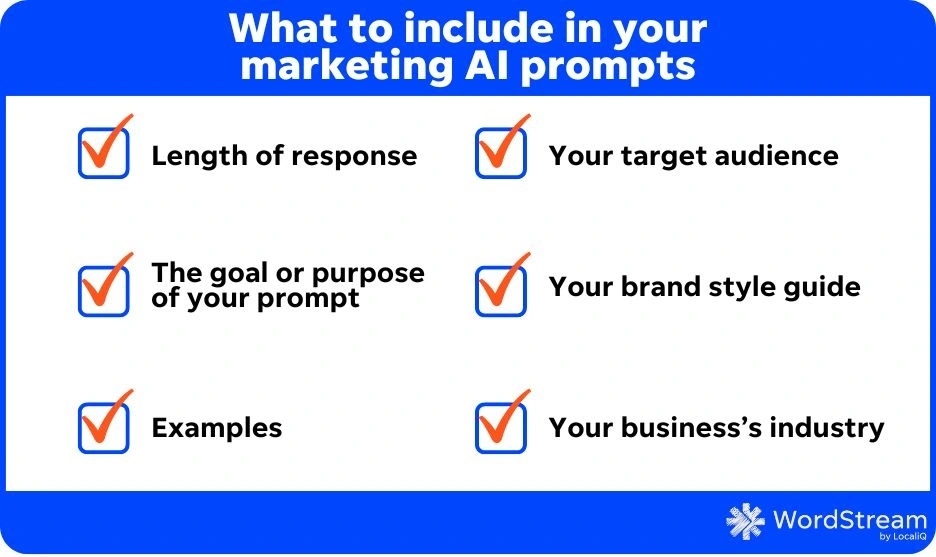 What to include in your
marketing AI prompts
Length of response
Your target audience
The goal or purpose
of your prompt
Your brand style guide
Examples
Your business’s industry
WordStream
by LocaliQ